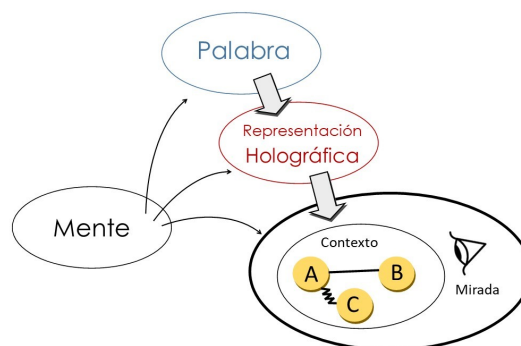 Palabra
Representación
Holográfica
Mente
Contexto
A
B
C
Mirada